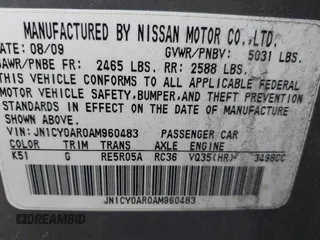 MANUFACTURED BY NISSAN MOTOR CO.,LTD.
DATE: 08/09 GVWR/PNBV: 5031 LBS.
GAWR/PNBE FR: 2465 LBS. RR: 2588 LBS.
THIS VEHICLE CONFORMS TO ALL APPLICABLE FEDERAL
MOTOR VEHICLE SAFETY,BUMPER,AND THEFT PREVENTION
STANDARDS IN EFFECT ON THE DATE OF MANUFACTURE
SHOWN ABOVE.
VIN: JN1CY0AR0AM960483 PASSENGER CAR
COLOR TRIM TRANS AXLE ENGINE
K51 G RE5R05A RC36 VQ35(HR) 3498CC
JN1CY0AR0AM960483
DREAMBID